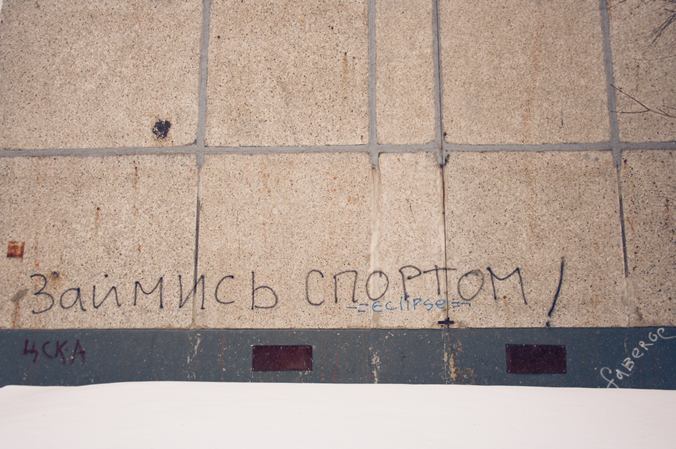 Займись спортом!
-=eclipse=-
ЦСКА
faberge